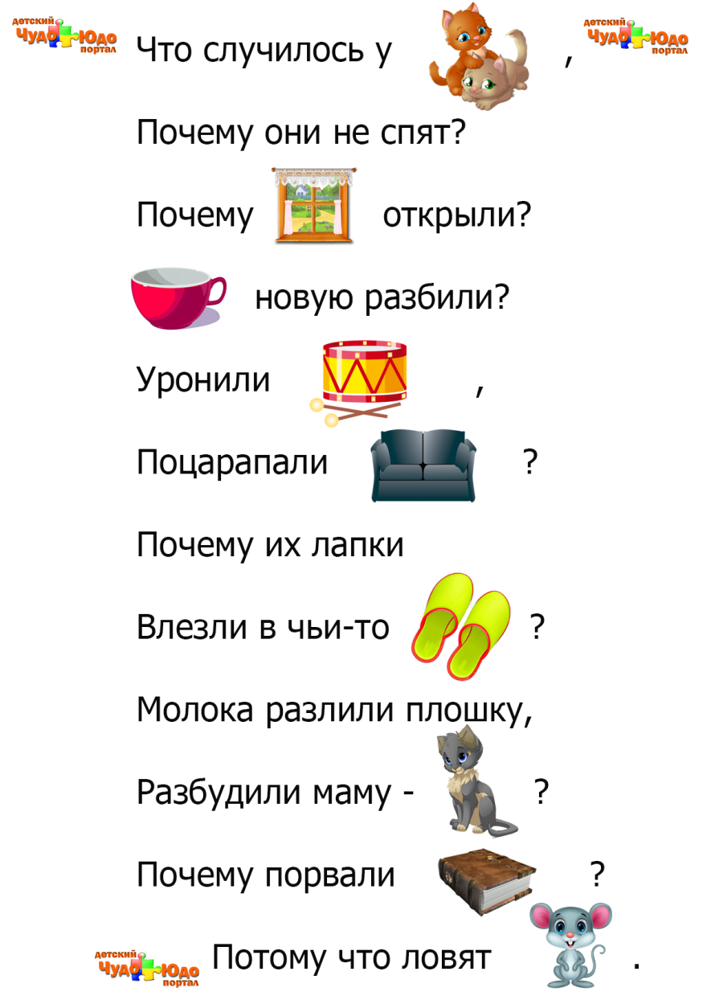 детский
Чудо Юдо
портал
детский
Чудо Юдо
портал
Что случилось у ,
Почему они не спят?
Почему открыли?
новую разбили?
Уронили ,
Поцарапали ?
Почему их лапки
Влезли в чьи-то ?
Молока разлили плошку,
Разбудили маму - ?
Почему порвали ?
Потому что ловят .
детский
Чудо Юдо
портал